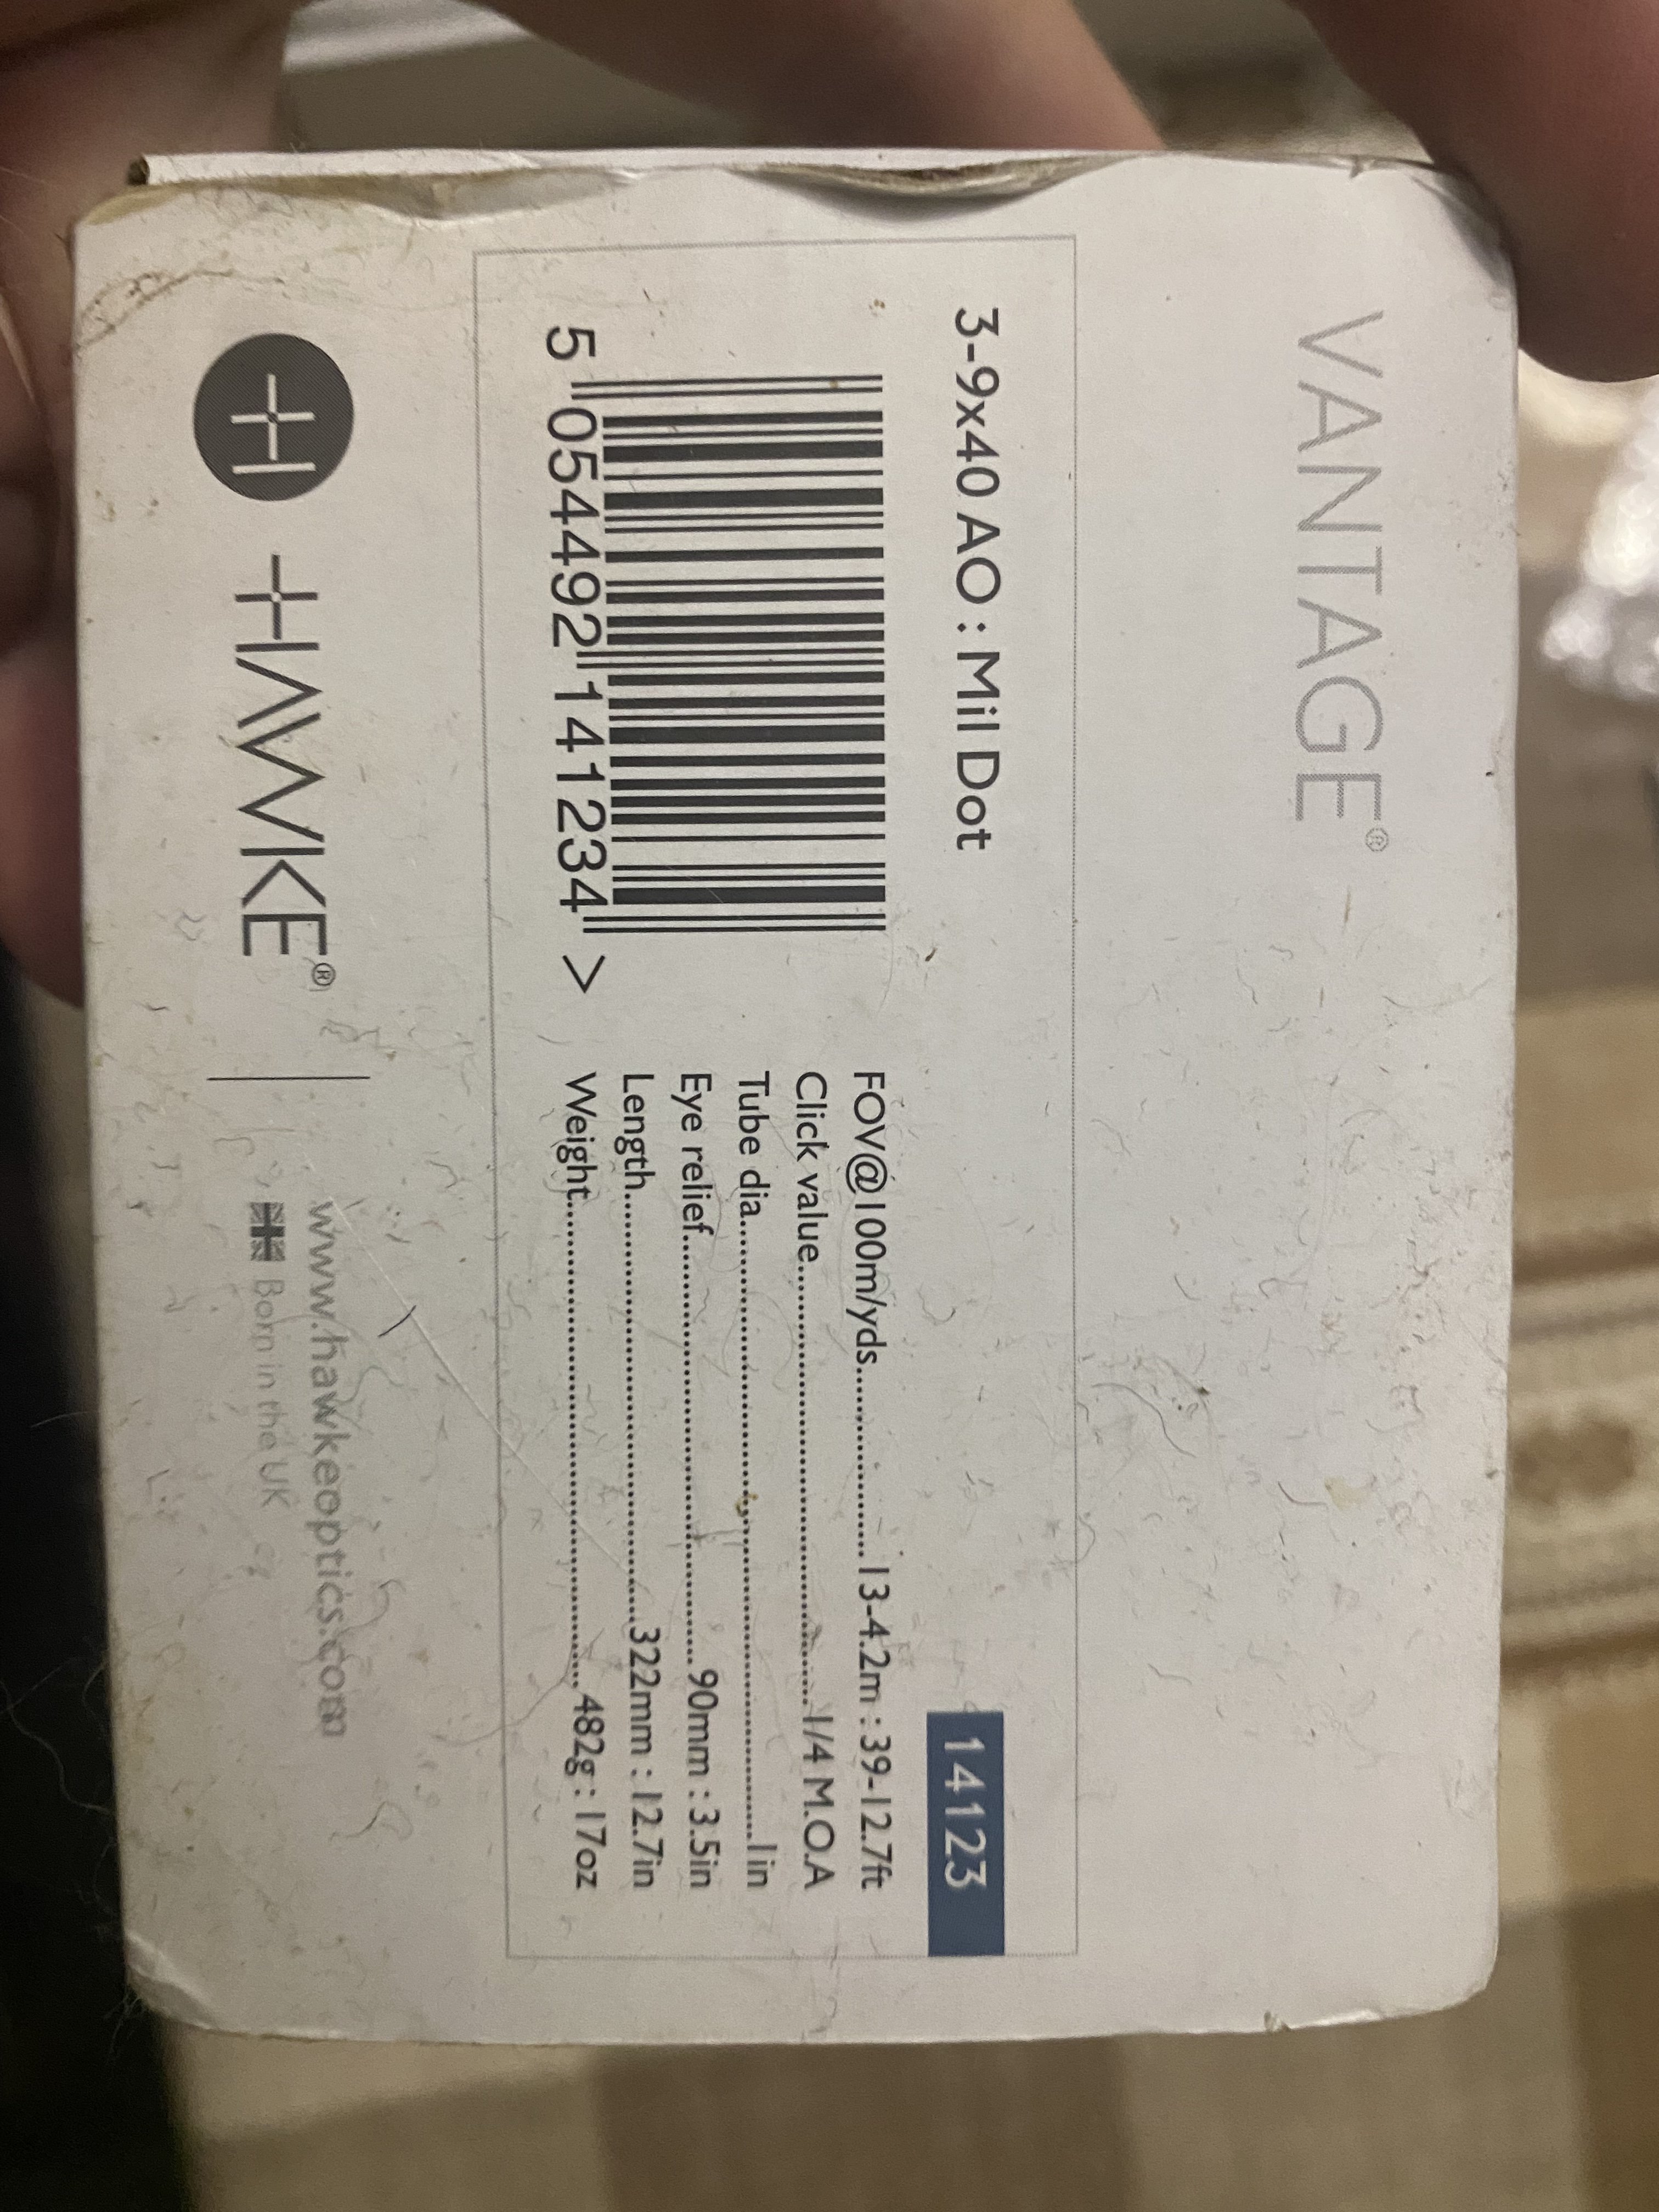 VANTAGE®
3-9x40 AO : Mil Dot
14123
5 054492 141234 >
FOV@100m/yds..................13-4.2m : 39-12.7ft
Click value..........................................1/4 M.O.A
Tube dia...........................................................1in
Eye relief.........................................90mm : 3.5in
Length..........................................322mm : 12.7in
Weight..............................................482g : 17oz
HAWKE®
www.hawkeoptics.com
Born in the UK